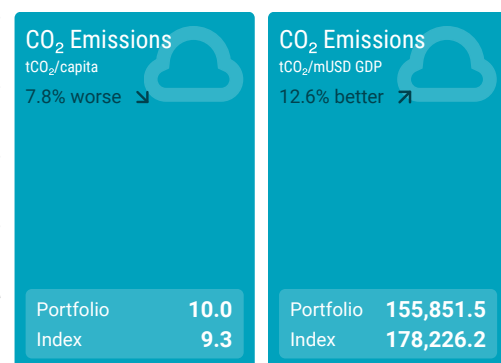 CO₂ Emissions
tCO₂/capita
7.8% worse
Portfolio 10.0
Index 9.3
CO₂ Emissions
tCO₂/mUSD GDP
12.6% better
Portfolio 155,851.5
Index 178,226.2